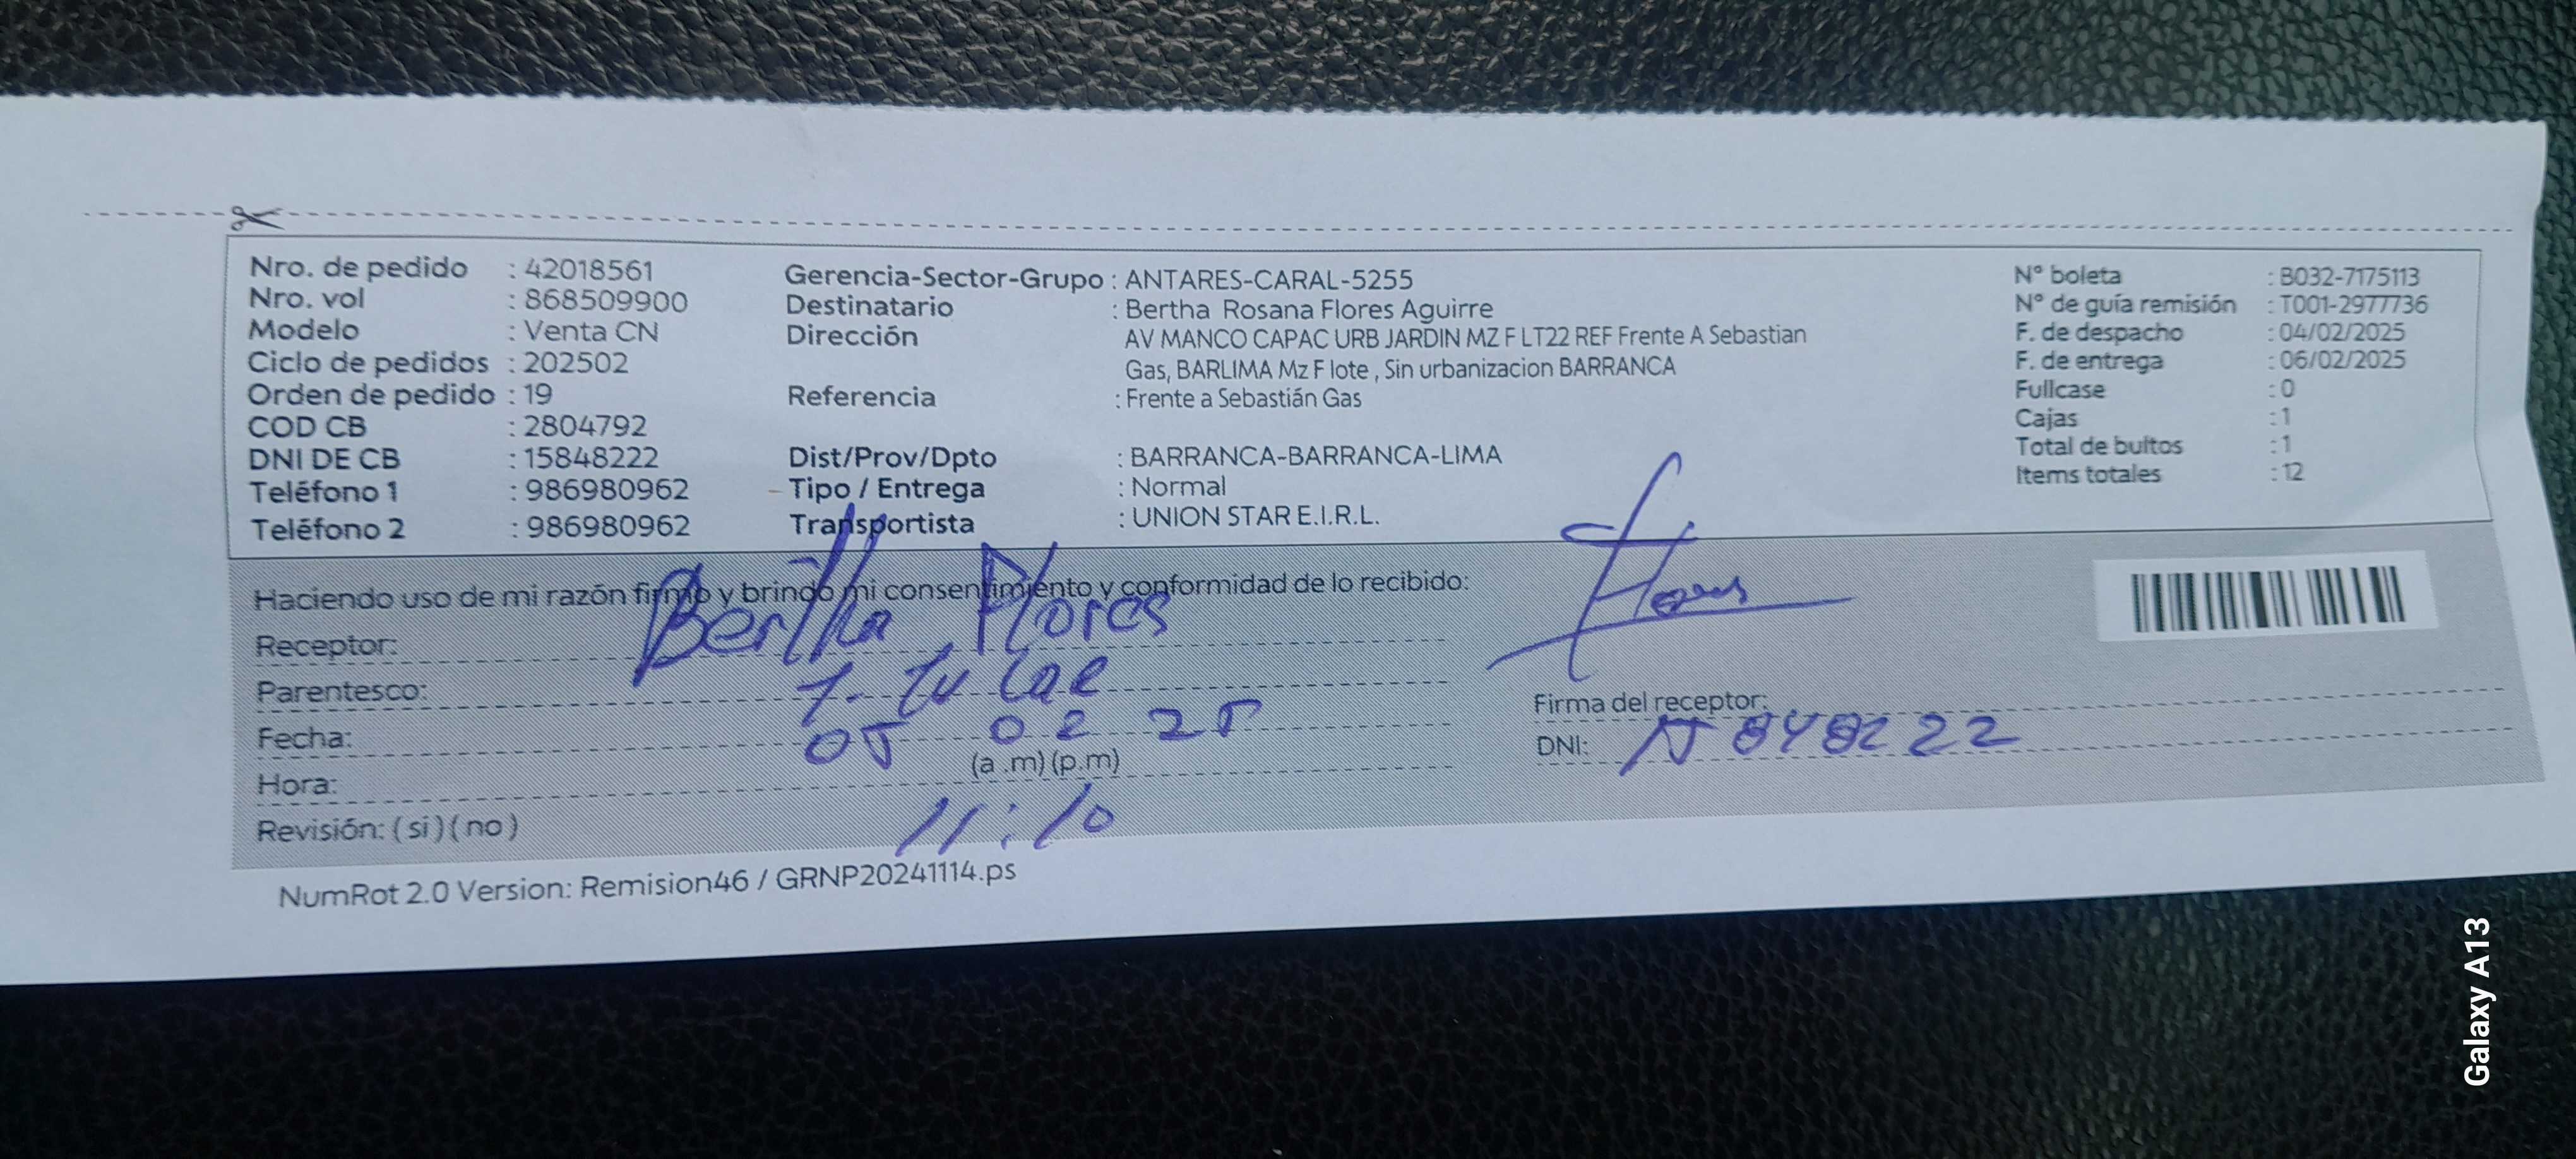 Nro. de pedido : 42018561
Nro. vol : 868509900
Modelo : Venta CN
Ciclo de pedidos : 202502
Orden de pedido : 19
COD CB : 2804792
DNI DE CB : 15848222
Teléfono 1 : 986980962
Teléfono 2 : 986980962
Gerencia-Sector-Grupo : ANTARES-CARAL-5255
Destinatario : Bertha Rosana Flores Aguirre
Dirección AV MANCO CAPAC URB JARDIN MZ F LT22 REF Frente A Sebastian
Gas, BARLIMA Mz F lote , Sin urbanizacion BARRANCA
Referencia : Frente a Sebastián Gas
Dist/Prov/Dpto : BARRANCA-BARRANCA-LIMA
Tipo / Entrega : Normal
Transportista : UNION STAR E.I.R.L.
N° boleta : B032-7175113
N° de guía remisión : T001-2977736
F. de despacho : 04/02/2025
F. de entrega : 06/02/2025
Fullcase : 0
Cajas : 1
Total de bultos : 1
Items totales : 12
Haciendo uso de mi razón firmo y brindo mi consentimiento y conformidad de lo recibido:
Receptor: Bertha Flores
Parentesco:
Fecha: 05 02 25
Hora: (a .m) (p.m)
11:10
Revisión: ( si ) ( no )
Flores
Firma del receptor:
DNI:
NumRot 2.0 Version: Remision46 / GRNP20241114.ps
Galaxy A13